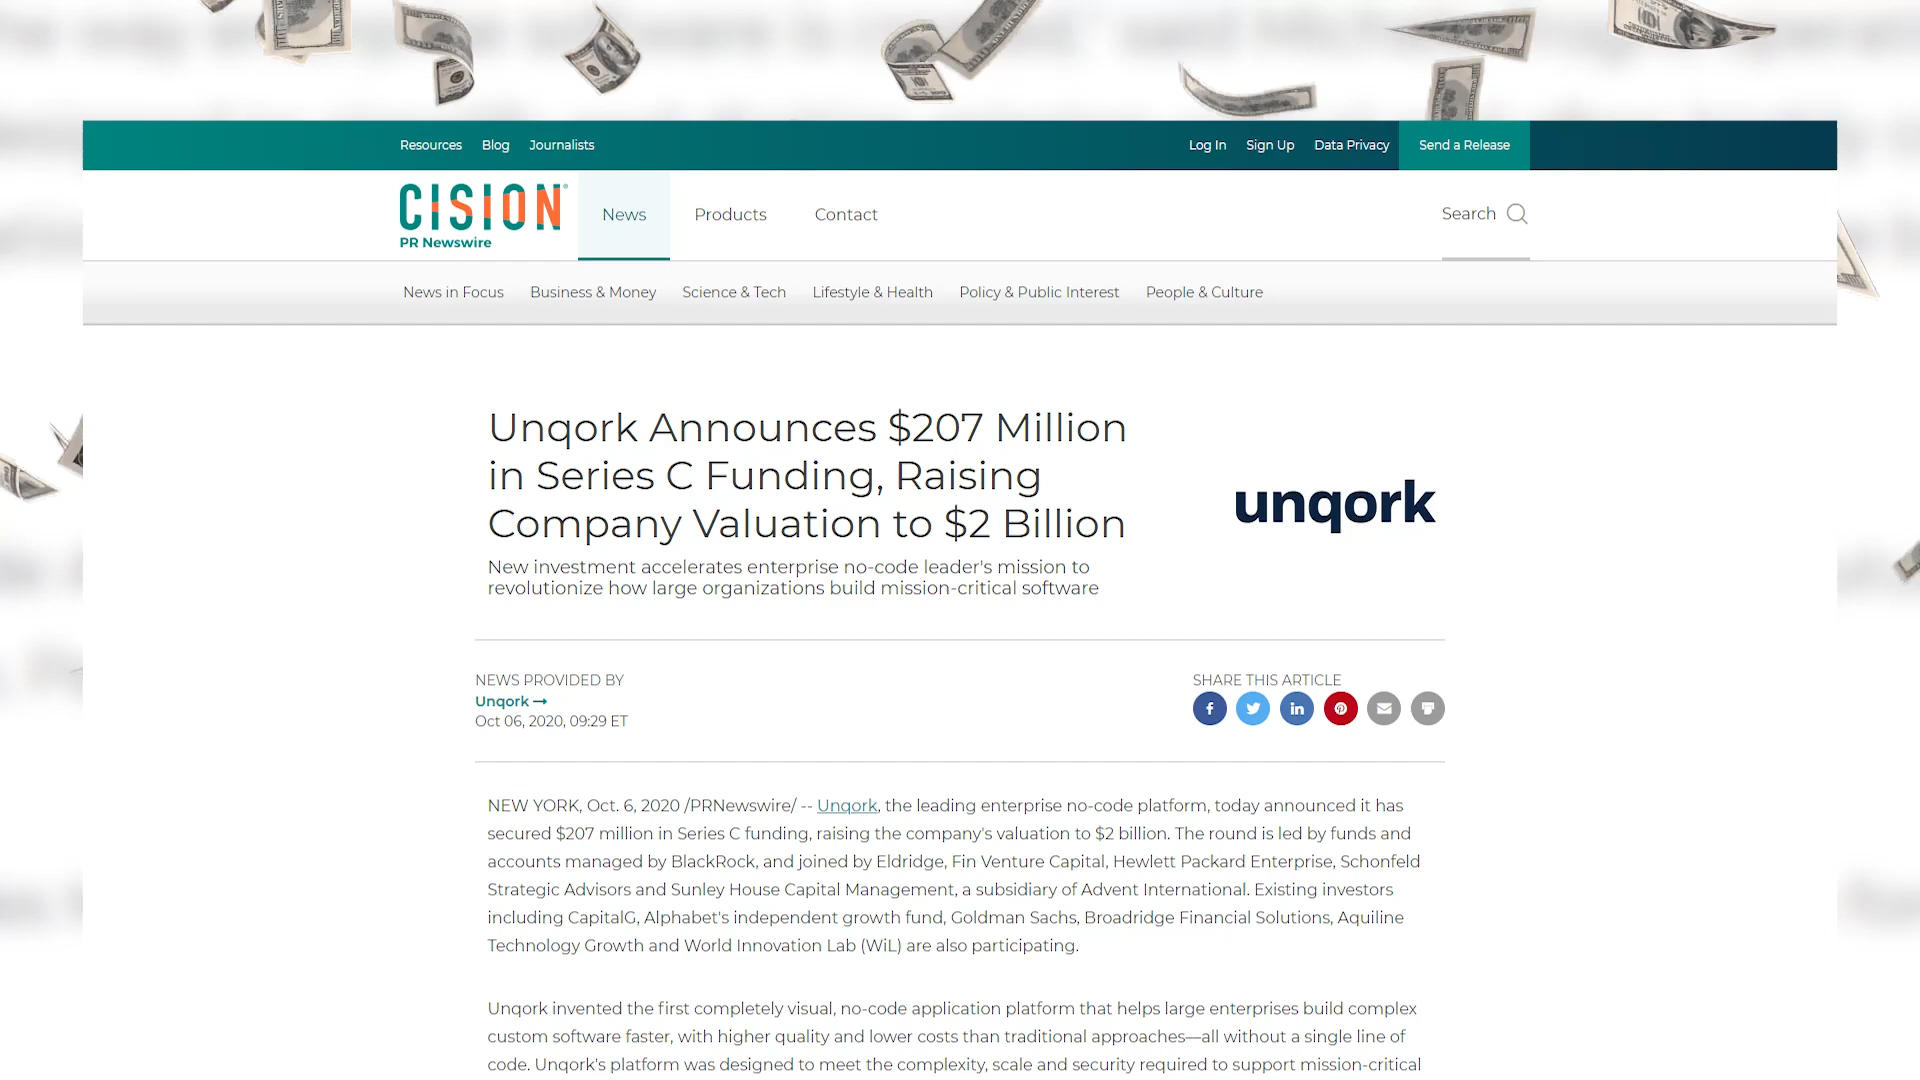 Resources Blog Journalists
Log In Sign Up Data Privacy Send a Release
CISION
PR Newswire
News Products Contact
Search
News in Focus Business & Money Science & Tech Lifestyle & Health Policy & Public Interest People & Culture
Unqork Announces $207 Million
in Series C Funding, Raising
Company Valuation to $2 Billion
unqork
New investment accelerates enterprise no-code leader's mission to
revolutionize how large organizations build mission-critical software
NEWS PROVIDED BY
Unqork →
Oct 06, 2020, 09:29 ET
SHARE THIS ARTICLE
NEW YORK, Oct. 6, 2020 /PRNewswire/ -- Unqork, the leading enterprise no-code platform, today announced it has
secured $207 million in Series C funding, raising the company's valuation to $2 billion. The round is led by funds and
accounts managed by BlackRock, and joined by Eldridge, Fin Venture Capital, Hewlett Packard Enterprise, Schonfeld
Strategic Advisors and Sunley House Capital Management, a subsidiary of Advent International. Existing investors
including CapitalG, Alphabet's independent growth fund, Goldman Sachs, Broadridge Financial Solutions, Aquiline
Technology Growth and World Innovation Lab (WiL) are also participating.
Unqork invented the first completely visual, no-code application platform that helps large enterprises build complex
custom software faster, with higher quality and lower costs than traditional approaches—all without a single line of
code. Unqork's platform was designed to meet the complexity, scale and security required to support mission-critical